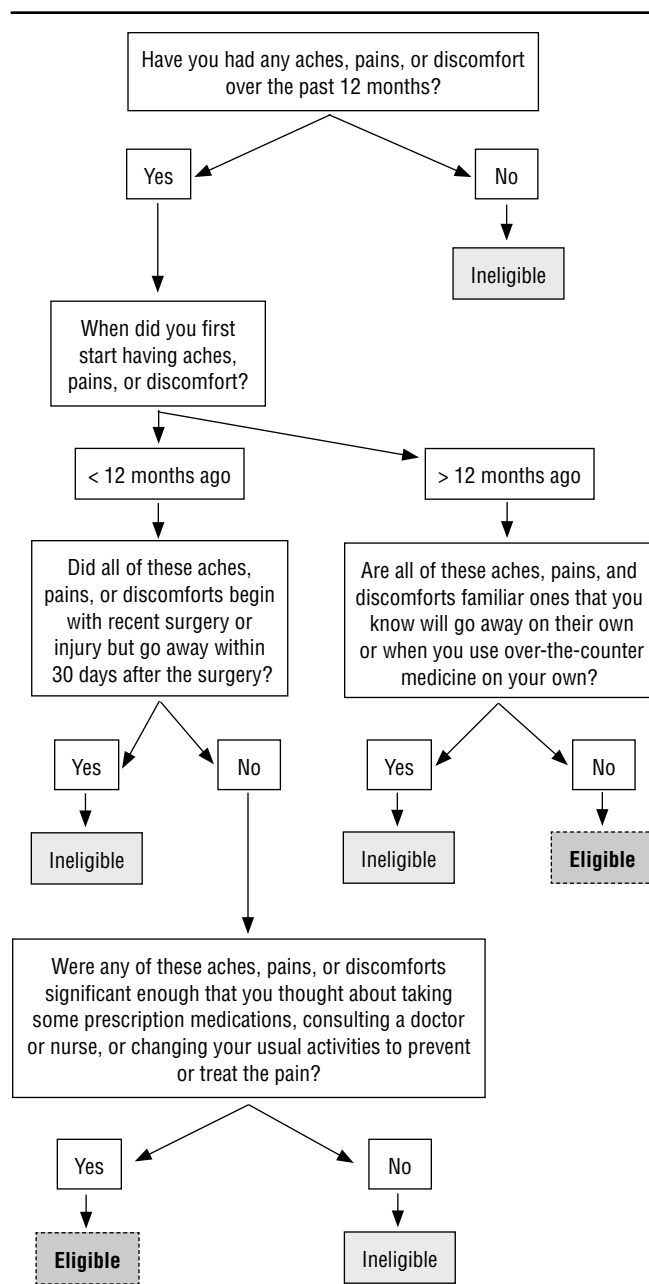 Have you had any aches, pains, or discomfort
over the past 12 months?
Yes
No
Ineligible
When did you first
start having aches,
pains, or discomfort?
< 12 months ago
> 12 months ago
Did all of these aches,
pains, or discomforts begin
with recent surgery or
injury but go away within
30 days after the surgery?
Are all of these aches, pains, and
discomforts familiar ones that you
know will go away on their own
or when you use over-the-counter
medicine on your own?
Yes
No
Yes
No
Ineligible
Ineligible
Eligible
Were any of these aches, pains, or discomforts
significant enough that you thought about taking
some prescription medications, consulting a doctor
or nurse, or changing your usual activities to prevent
or treat the pain?
Yes
No
Eligible
Ineligible